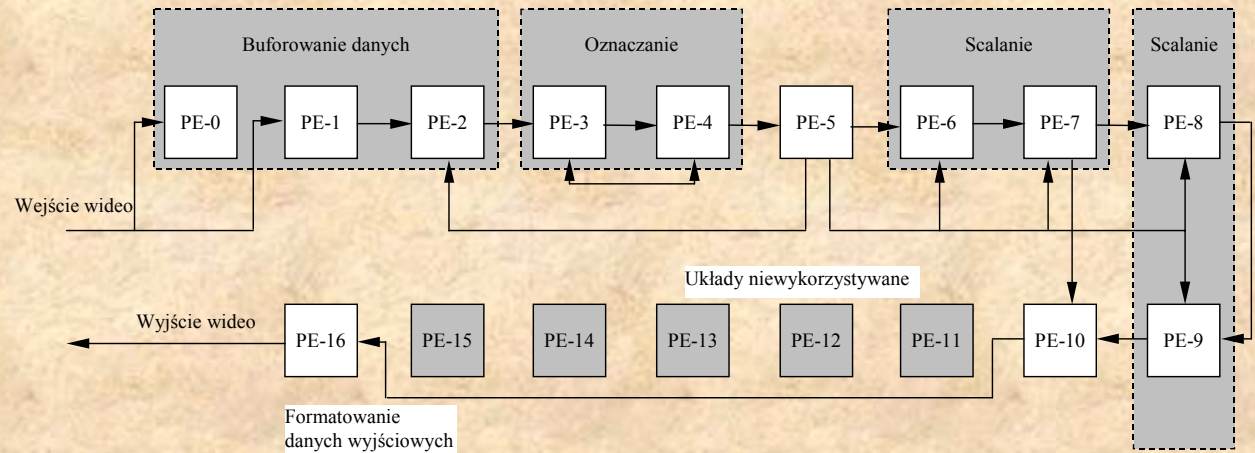 Buforowanie danych
Oznaczanie
Scalanie
Scalanie
PE-0
PE-1
PE-2
PE-3
PE-4
PE-5
PE-6
PE-7
PE-8
Wejście wideo
Układy niewykorzystywane
Wyjście wideo
PE-16
PE-15
PE-14
PE-13
PE-12
PE-11
PE-10
PE-9
Formatowanie
danych wyjściowych